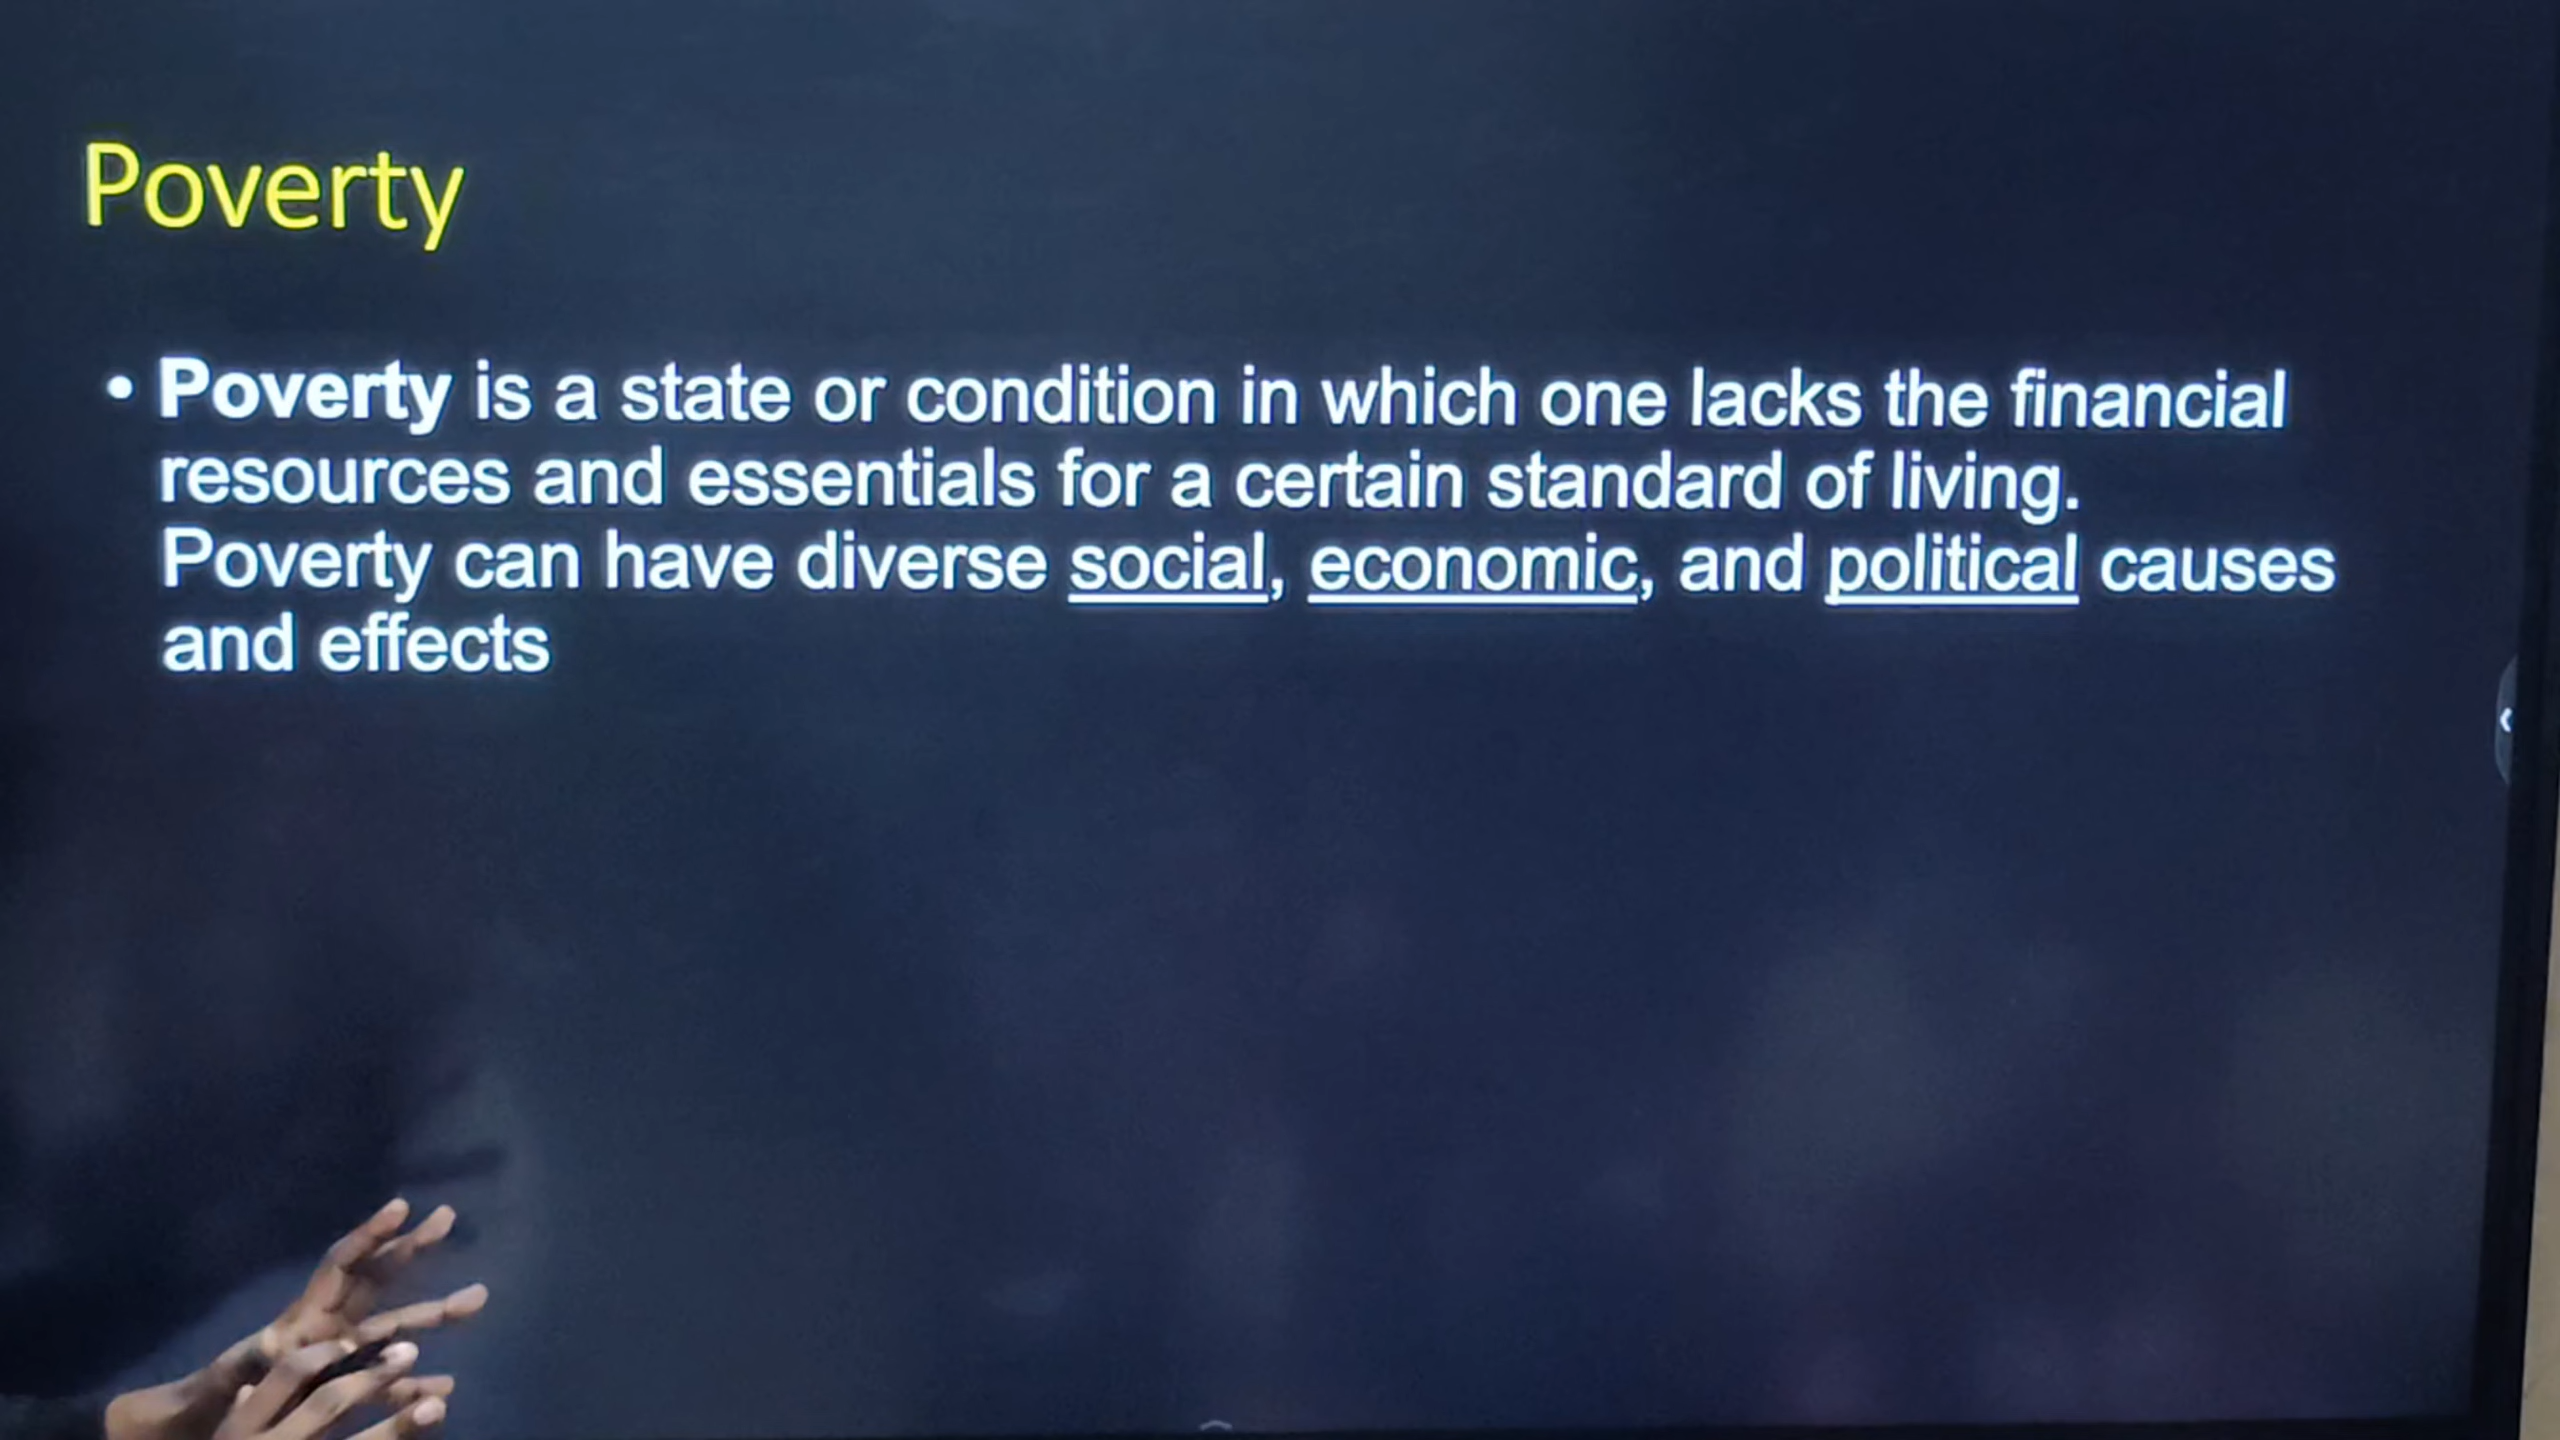 Poverty
• Poverty is a state or condition in which one lacks the financial
resources and essentials for a certain standard of living.
Poverty can have diverse social, economic, and political causes
and effects